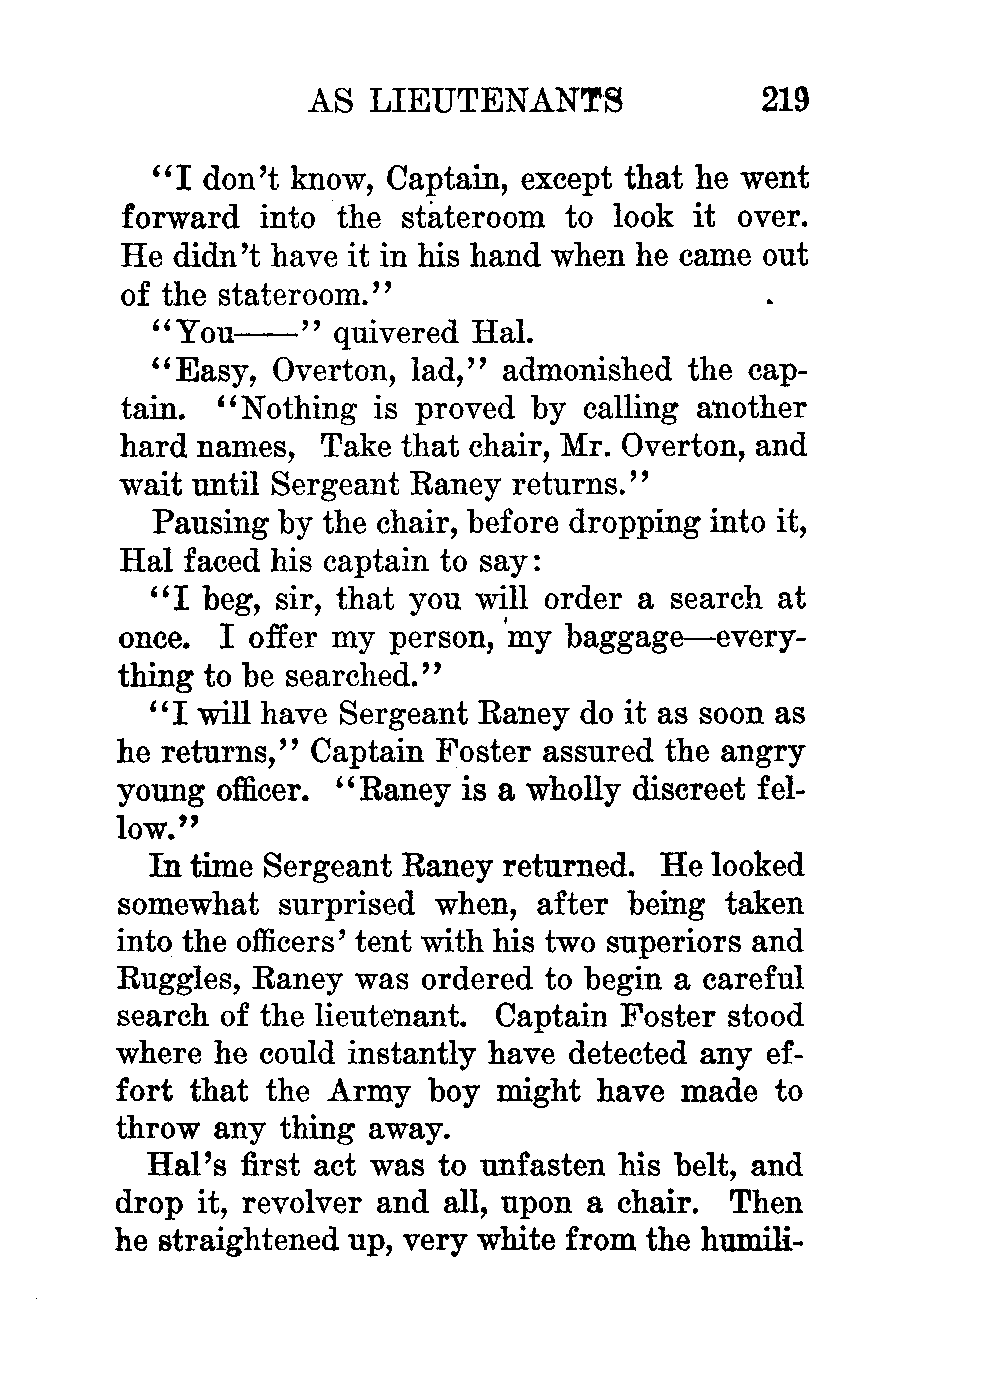 AS LIEUTENANTS 219
"I don't know, Captain, except that he went
forward into the stateroom to look it over.
He didn't have it in his hand when he came out
of the stateroom."
"You——" quivered Hal.
"Easy, Overton, lad," admonished the cap-
tain. "Nothing is proved by calling another
hard names, Take that chair, Mr. Overton, and
wait until Sergeant Raney returns."
Pausing by the chair, before dropping into it,
Hal faced his captain to say:
"I beg, sir, that you will order a search at
once. I offer my person, my baggage—every-
thing to be searched."
"I will have Sergeant Raney do it as soon as
he returns," Captain Foster assured the angry
young officer. "Raney is a wholly discreet fel-
low."
In time Sergeant Raney returned. He looked
somewhat surprised when, after being taken
into the officers' tent with his two superiors and
Ruggles, Raney was ordered to begin a careful
search of the lieutenant. Captain Foster stood
where he could instantly have detected any ef-
fort that the Army boy might have made to
throw any thing away.
Hal's first act was to unfasten his belt, and
drop it, revolver and all, upon a chair. Then
he straightened up, very white from the humili-